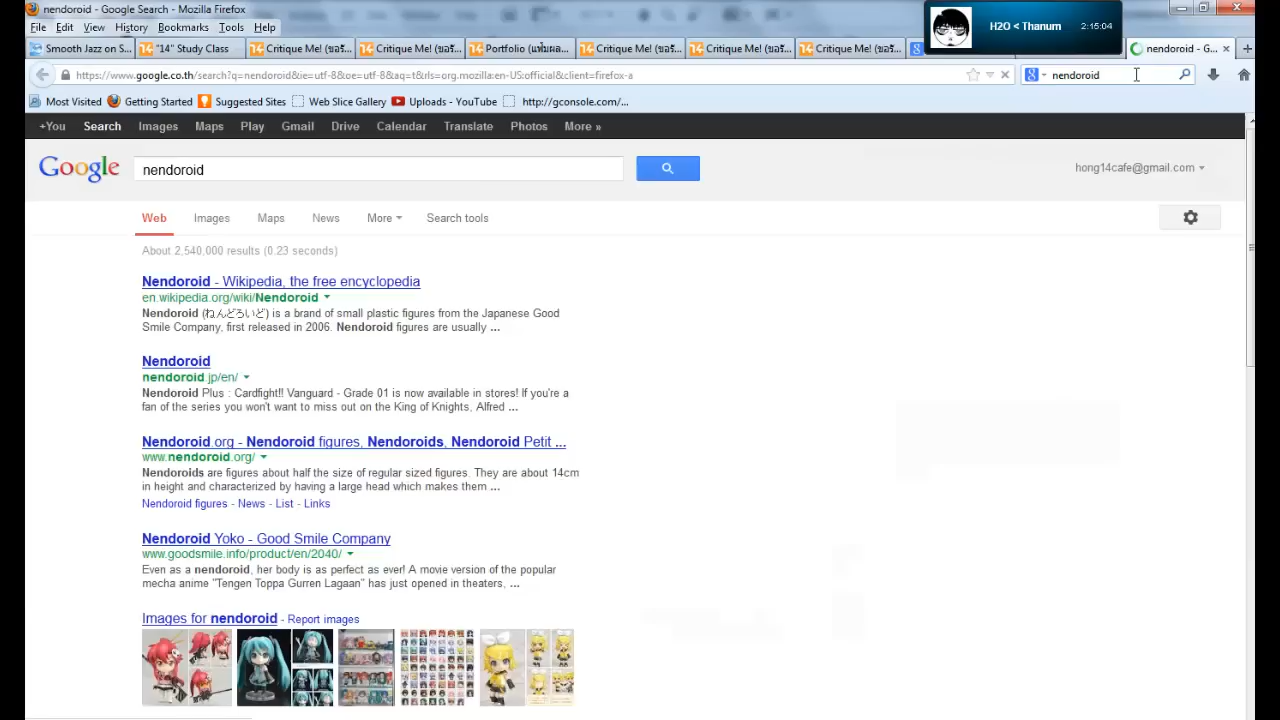 nendoroid - Google Search - Mozilla Firefox
H2O < Thanum 2:15:04
File Edit View History Bookmarks Tools Help
Smooth Jazz on S... "14" Study Class Critique Me! (ขอรั... Critique Me! (ขอรั... Portfolio (แฟ้มผล... Critique Me! (ขอรั... Critique Me! (ขอรั... Critique Me! (ขอรั... nendoroid - G...
https://www.google.co.th/search?q=nendoroid&ie=utf-8&oe=utf-8&aq=t&rls=org.mozilla:en-US:official&client=firefox-a nendoroid
Most Visited Getting Started Suggested Sites Web Slice Gallery Uploads - YouTube http://gconsole.com/...
+You Search Images Maps Play Gmail Drive Calendar Translate Photos More »
Google nendoroid hong14cafe@gmail.com
Web Images Maps News More Search tools
About 2,540,000 results (0.23 seconds)
Nendoroid - Wikipedia, the free encyclopedia
en.wikipedia.org/wiki/Nendoroid
Nendoroid (ねんどろいど) is a brand of small plastic figures from the Japanese Good
Smile Company, first released in 2006. Nendoroid figures are usually ...
Nendoroid
nendoroid.jp/en/
Nendoroid Plus : Cardfight!! Vanguard - Grade 01 is now available in stores! If you're a
fan of the series you won't want to miss out on the King of Knights, Alfred ...
Nendoroid.org - Nendoroid figures, Nendoroids, Nendoroid Petit ...
www.nendoroid.org/
Nendoroids are figures about half the size of regular sized figures. They are about 14cm
in height and characterized by having a large head which makes them ...
Nendoroid figures - News - List - Links
Nendoroid Yoko - Good Smile Company
www.goodsmile.info/product/en/2040/
Even as a nendoroid, her body is as perfect as ever! A movie version of the popular
mecha anime "Tengen Toppa Gurren Lagaan" has just opened in theaters, ...
Images for nendoroid - Report images